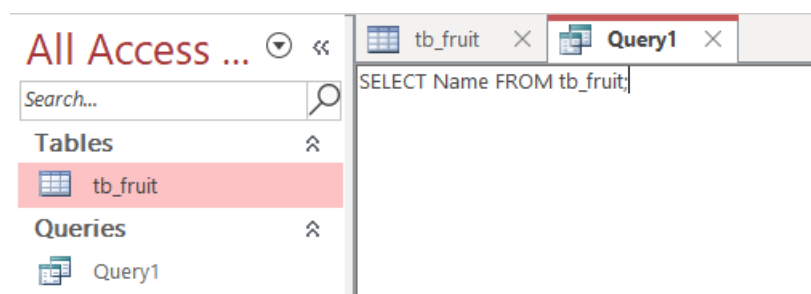 All Access ...
tb_fruit
Query1
Search...
SELECT Name FROM tb_fruit;
Tables
tb_fruit
Queries
Query1